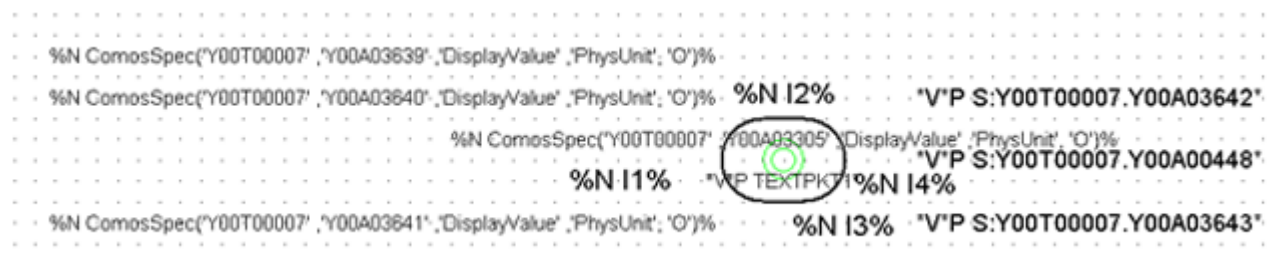 %N ComosSpec('Y00T00007' ,'Y00A03639' ,'DisplayValue' ,'PhysUnit', 'O')%
%N ComosSpec('Y00T00007' ,'Y00A03640' ,'DisplayValue' ,'PhysUnit', 'O')% %N I2% "V"P S:Y00T00007.Y00A03642"
%N ComosSpec('Y00T00007' ,'Y00A03305' ,'DisplayValue' ,'PhysUnit', 'O')%
"V"P S:Y00T00007.Y00A00448"
%N I1% "V"P TEXTPKT1" %N I4%
%N ComosSpec('Y00T00007' ,'Y00A03641' ,'DisplayValue' ,'PhysUnit', 'O')% %N I3% "V"P S:Y00T00007.Y00A03643"